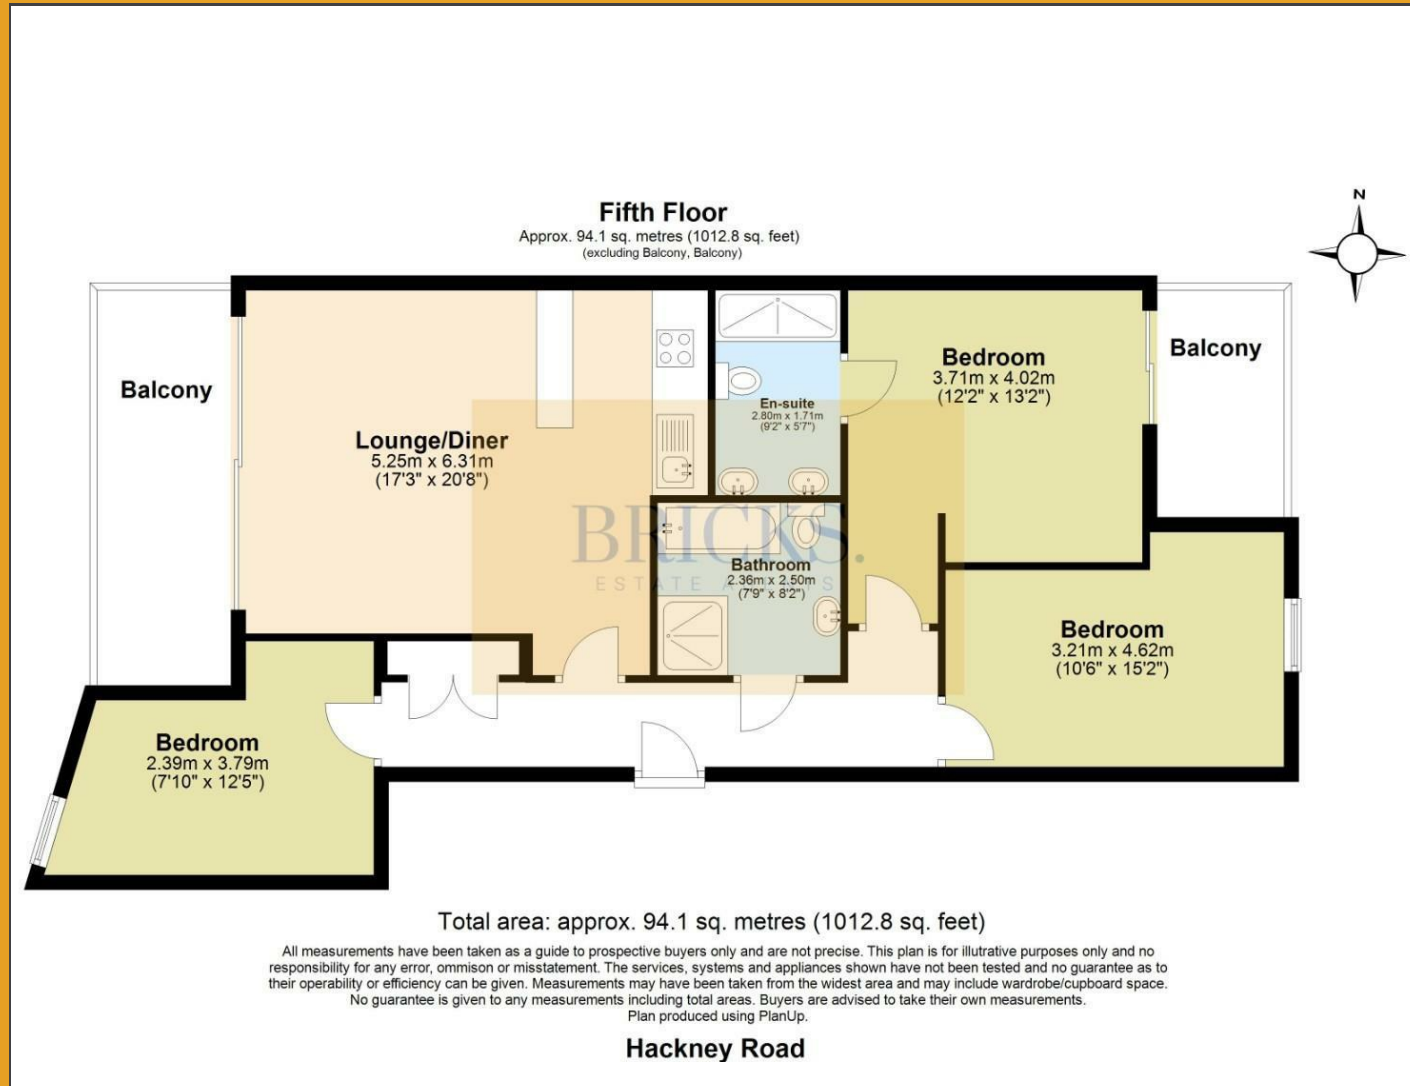 Fifth Floor
Approx. 94.1 sq. metres (1012.8 sq. feet)
(excluding Balcony, Balcony)
N
Balcony
Lounge/Diner
5.25m x 6.31m
(17'3" x 20'8")
En-suite
2.80m x 1.71m
(9'2" x 5'7")
Bedroom
3.71m x 4.02m
(12'2" x 13'2")
Balcony
BRICKS.
ESTATE AGENTS
Bathroom
2.36m x 2.50m
(7'9" x 8'2")
Bedroom
3.21m x 4.62m
(10'6" x 15'2")
Bedroom
2.39m x 3.79m
(7'10" x 12'5")
Total area: approx. 94.1 sq. metres (1012.8 sq. feet)
All measurements have been taken as a guide to prospective buyers only and are not precise. This plan is for illutrative purposes only and no
responsibility for any error, ommison or misstatement. The services, systems and appliances shown have not been tested and no guarantee as to
their operability or efficiency can be given. Measurements may have been taken from the widest area and may include wardrobe/cupboard space.
No guarantee is given to any measurements including total areas. Buyers are advised to take their own measurements.
Plan produced using PlanUp.
Hackney Road